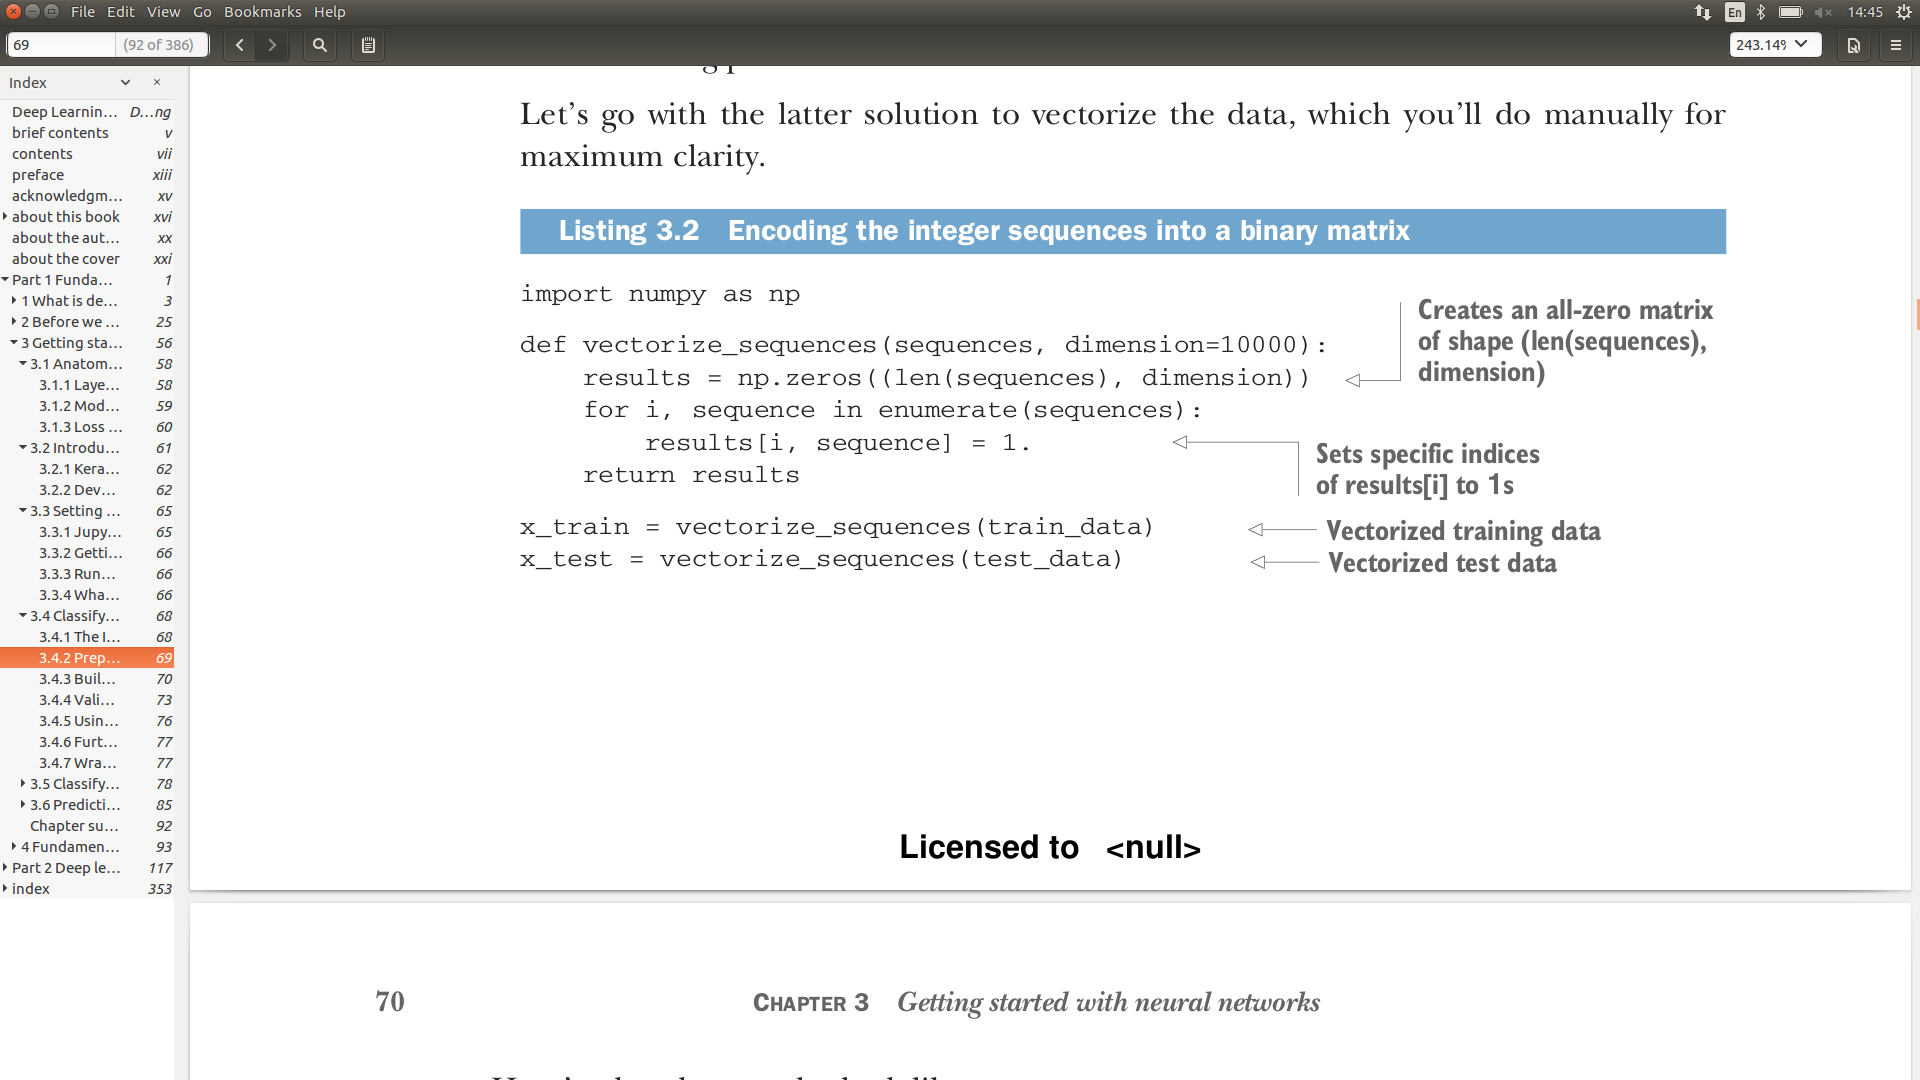 File Edit View Go Bookmarks Help
En
14:45
69 (92 of 386)
243.14%
Index
Deep Learnin... D...ng
brief contents v
contents vii
preface xiii
acknowledgm... xv
about this book xvi
about the aut... xx
about the cover xxi
Part 1 Funda... 1
1 What is de... 3
2 Before we ... 25
3 Getting sta... 56
3.1 Anatom... 58
3.1.1 Laye... 58
3.1.2 Mod... 59
3.1.3 Loss ... 60
3.2 Introdu... 61
3.2.1 Kera... 62
3.2.2 Dev... 62
3.3 Setting ... 65
3.3.1 Jupy... 65
3.3.2 Getti... 66
3.3.3 Run... 66
3.3.4 Wha... 66
3.4 Classify... 68
3.4.1 The I... 68
3.4.2 Prep... 69
3.4.3 Buil... 70
3.4.4 Vali... 73
3.4.5 Usin... 76
3.4.6 Furt... 77
3.4.7 Wra... 77
3.5 Classify... 78
3.6 Predicti... 85
Chapter su... 92
4 Fundamen... 93
Part 2 Deep le... 117
index 353
Let's go with the latter solution to vectorize the data, which you'll do manually for
maximum clarity.
Listing 3.2 Encoding the integer sequences into a binary matrix
import numpy as np
def vectorize_sequences(sequences, dimension=10000):
results = np.zeros((len(sequences), dimension))
for i, sequence in enumerate(sequences):
results[i, sequence] = 1.
return results
x_train = vectorize_sequences(train_data)
x_test = vectorize_sequences(test_data)
Creates an all-zero matrix
of shape (len(sequences),
dimension)
Sets specific indices
of results[i] to 1s
Vectorized training data
Vectorized test data
Licensed to <null>
70 CHAPTER 3 Getting started with neural networks